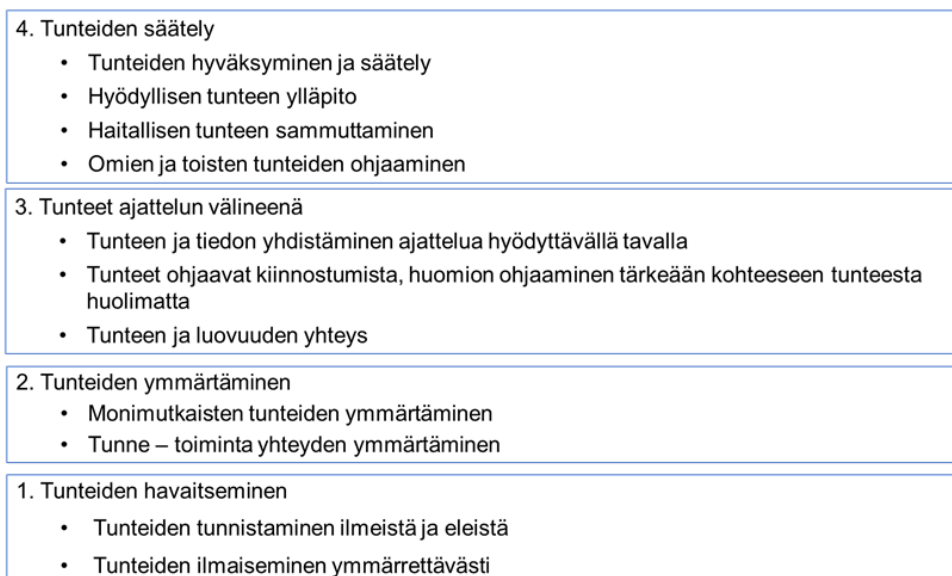 4. Tunteiden säätely
• Tunteiden hyväksyminen ja säätely
• Hyödyllisen tunteen ylläpito
• Haitallisen tunteen sammuttaminen
• Omien ja toisten tunteiden ohjaaminen
3. Tunteet ajattelun välineenä
• Tunteen ja tiedon yhdistäminen ajattelua hyödyttävällä tavalla
• Tunteet ohjaavat kiinnostumista, huomion ohjaaminen tärkeään kohteeseen tunteesta
huolimatta
• Tunteen ja luovuuden yhteys
2. Tunteiden ymmärtäminen
• Monimutkaisten tunteiden ymmärtäminen
• Tunne – toiminta yhteyden ymmärtäminen
1. Tunteiden havaitseminen
• Tunteiden tunnistaminen ilmeistä ja eleistä
• Tunteiden ilmaiseminen ymmärrettävästi